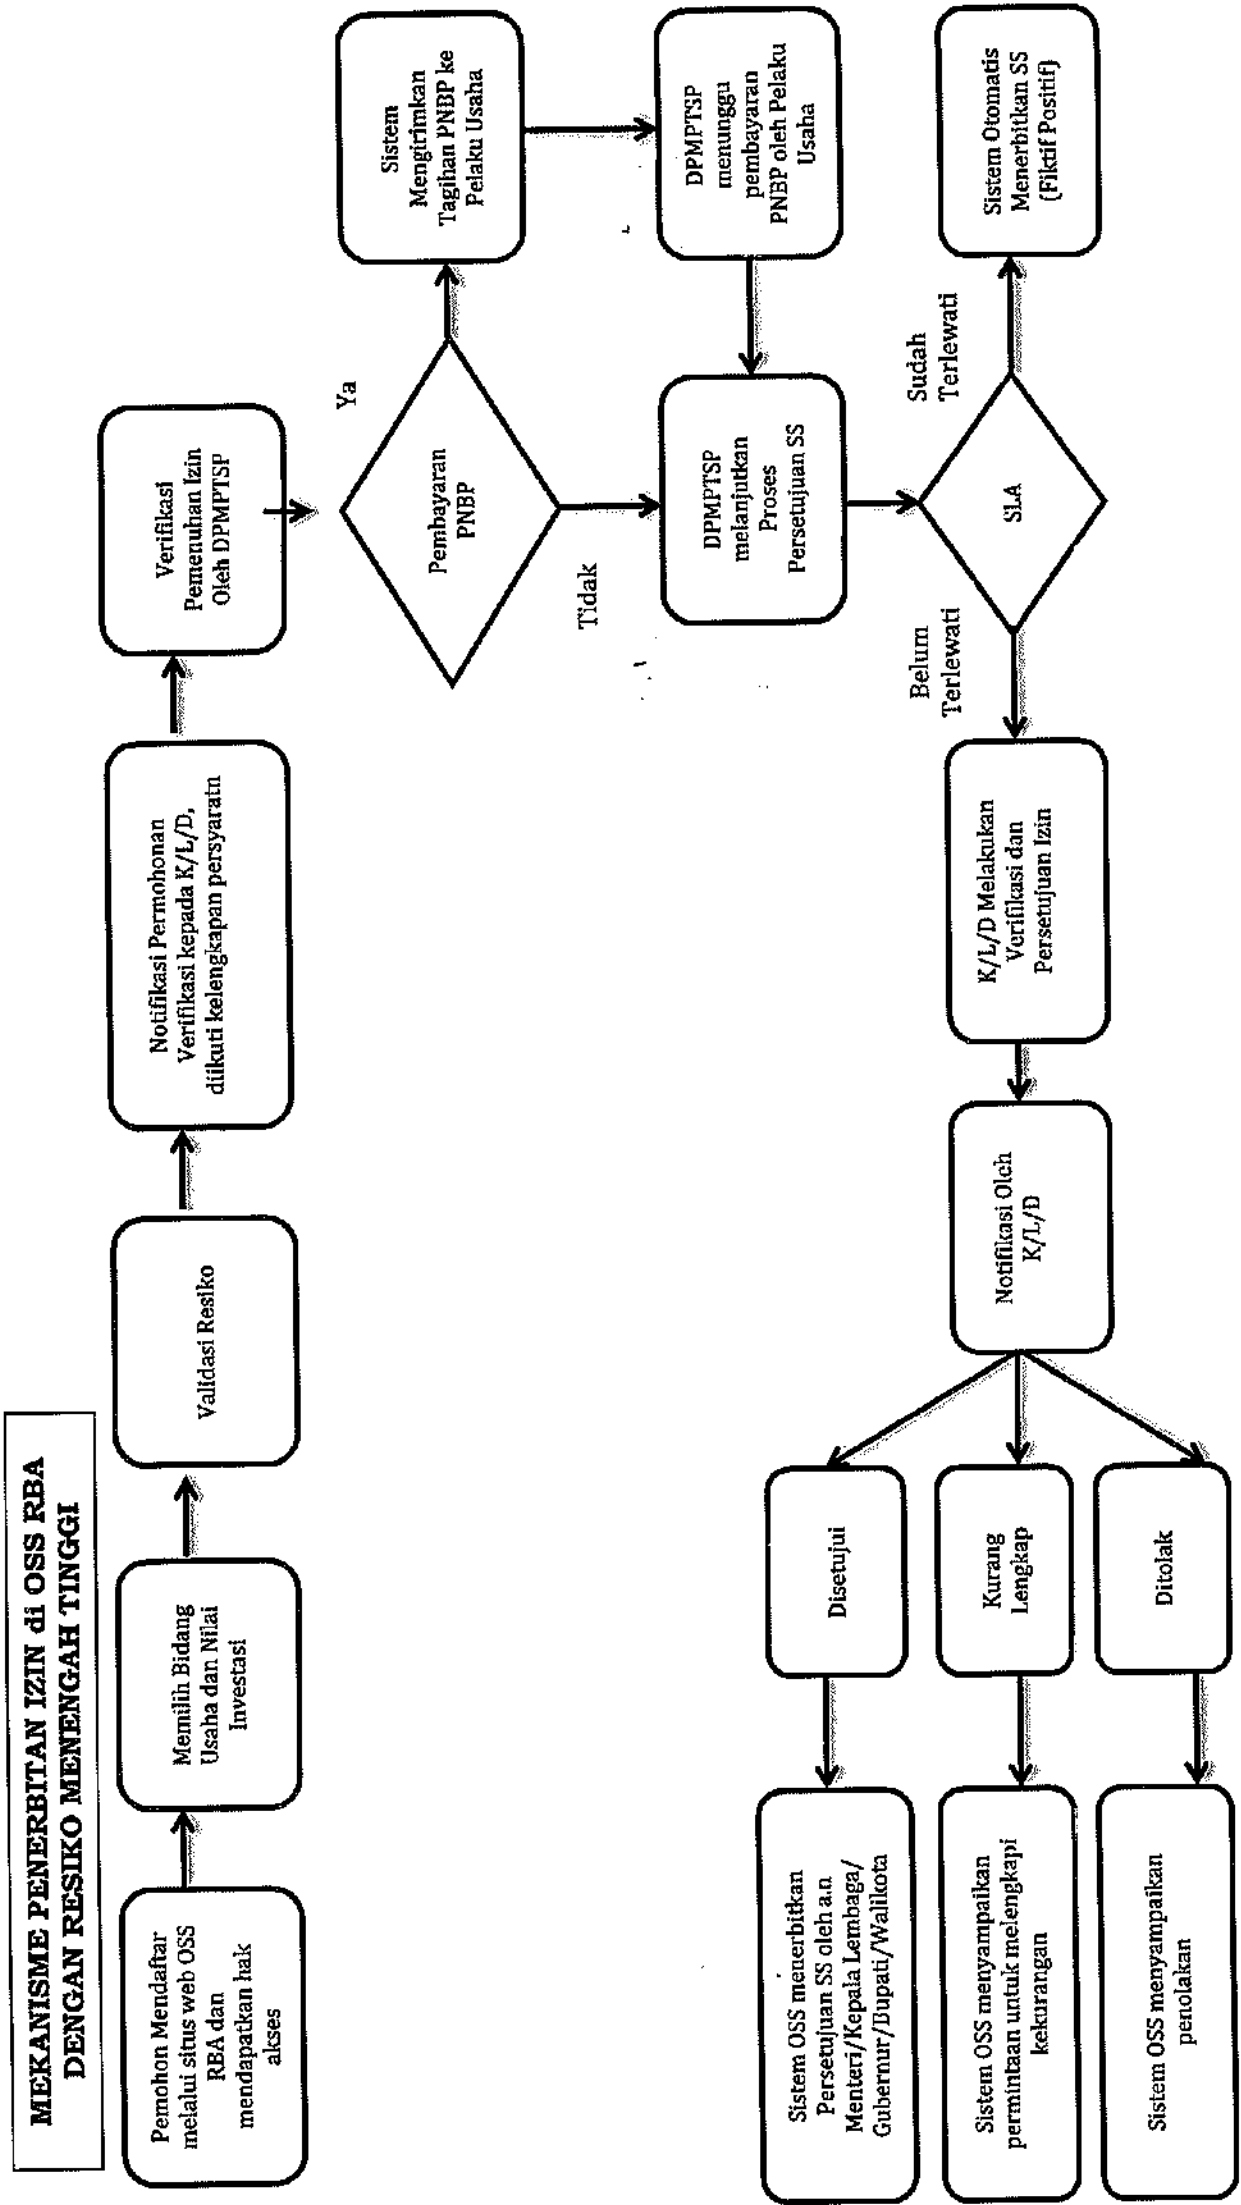 MEKANISME PENERBITAN IZIN di OSS RBA
DENGAN RESIKO MENENGAH TINGGI
Pemohon Mendaftar
melalui situs web OSS
RBA dan
mendapatkan hak
akses
Memilih Bidang
Usaha dan Nilai
Investasi
Validasi Resiko
Notifikasi Permohonan
Verifikasi kepada K/L/D,
diikuti kelengkapan persyaratn
Verifikasi
Pemenuhan Izin
Oleh DPMPTSP
Pembayaran
PNBP
Ya
Sistem
Mengirimkan
Tagihan PNBP ke
Pelaku Usaha
DPMPTSP
menunggu
pembayaran
PNBP oleh Pelaku
Usaha
Tidak
DPMPTSP
melanjutkan
Proses
Persetujuan SS
SLA
Sudah
Terlewati
Sistem Otomatis
Menerbitkan SS
(Fiktif Positif)
Belum
Terlewati
K/L/D Melakukan
Verifikasi dan
Persetujuan Izin
Notifikasi Oleh
K/L/D
Disetujui
Sistem OSS menerbitkan
Persetujuan SS oleh a.n
Menteri/Kepala Lembaga/
Gubernur/Bupati/Walikota
Kurang
Lengkap
Sistem OSS menyampaikan
permintaan untuk melengkapi
kekurangan
Ditolak
Sistem OSS menyampaikan
penolakan